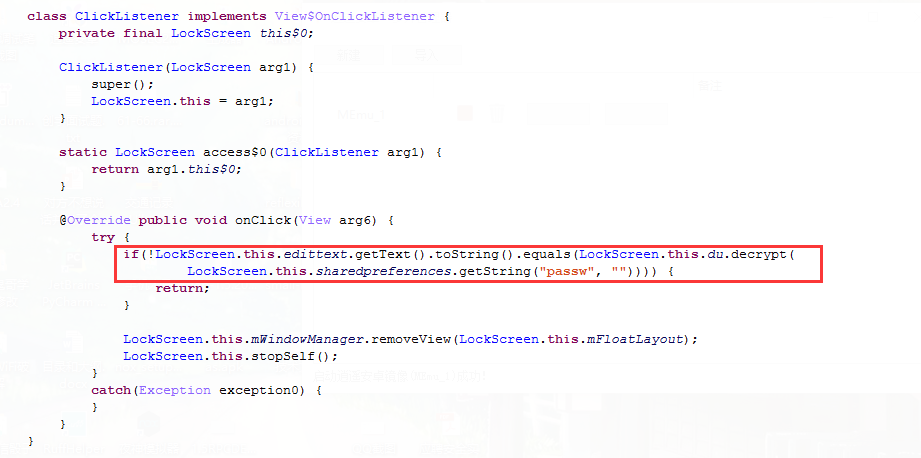 class ClickListener implements View$OnClickListener {
private final LockScreen this$0;
ClickListener(LockScreen arg1) {
super();
LockScreen.this = arg1;
}
static LockScreen access$0(ClickListener arg1) {
return arg1.this$0;
}
@Override public void onClick(View arg6) {
try {
if(!LockScreen.this.edittext.getText().toString().equals(LockScreen.this.du.decrypt(
LockScreen.this.sharedpreferences.getString("passw", "")))) {
return;
}
LockScreen.this.mWindowManager.removeView(LockScreen.this.mFloatLayout);
LockScreen.this.stopSelf();
}
catch(Exception exception0) {
}
}
}